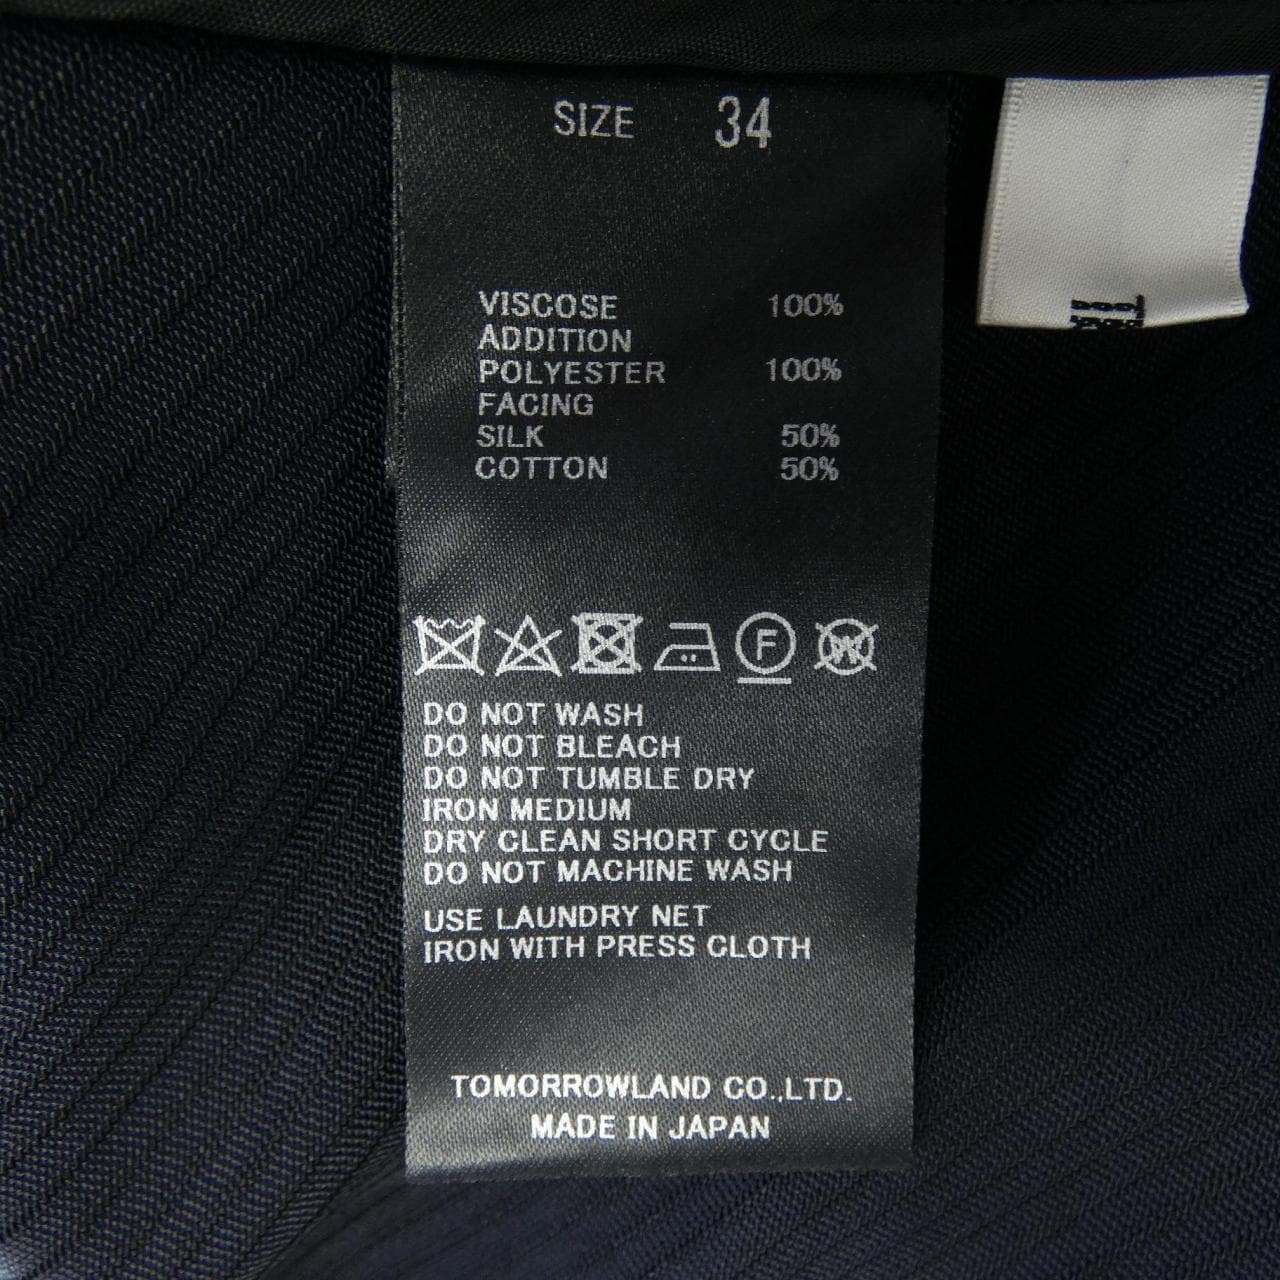 SIZE 34
VISCOSE 100%
ADDITION
POLYESTER 100%
FACING
SILK 50%
COTTON 50%
F W
DO NOT WASH
DO NOT BLEACH
DO NOT TUMBLE DRY
IRON MEDIUM
DRY CLEAN SHORT CYCLE
DO NOT MACHINE WASH
USE LAUNDRY NET
IRON WITH PRESS CLOTH
TOMORROWLAND CO.,LTD.
MADE IN JAPAN